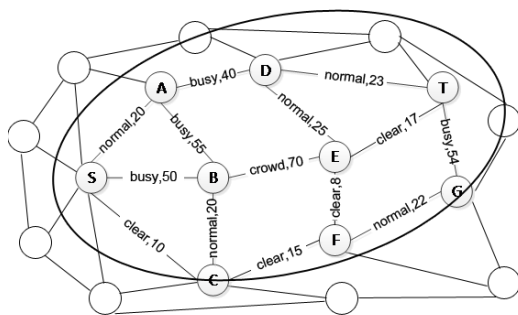 D
T
A
busy,40
normal,23
normal,20
busy,55
normal,25
clear,17
busy,54
E
S
busy,50
B
crowd,70
clear,8
G
clear,10
normal,20
normal,22
F
clear,15
C